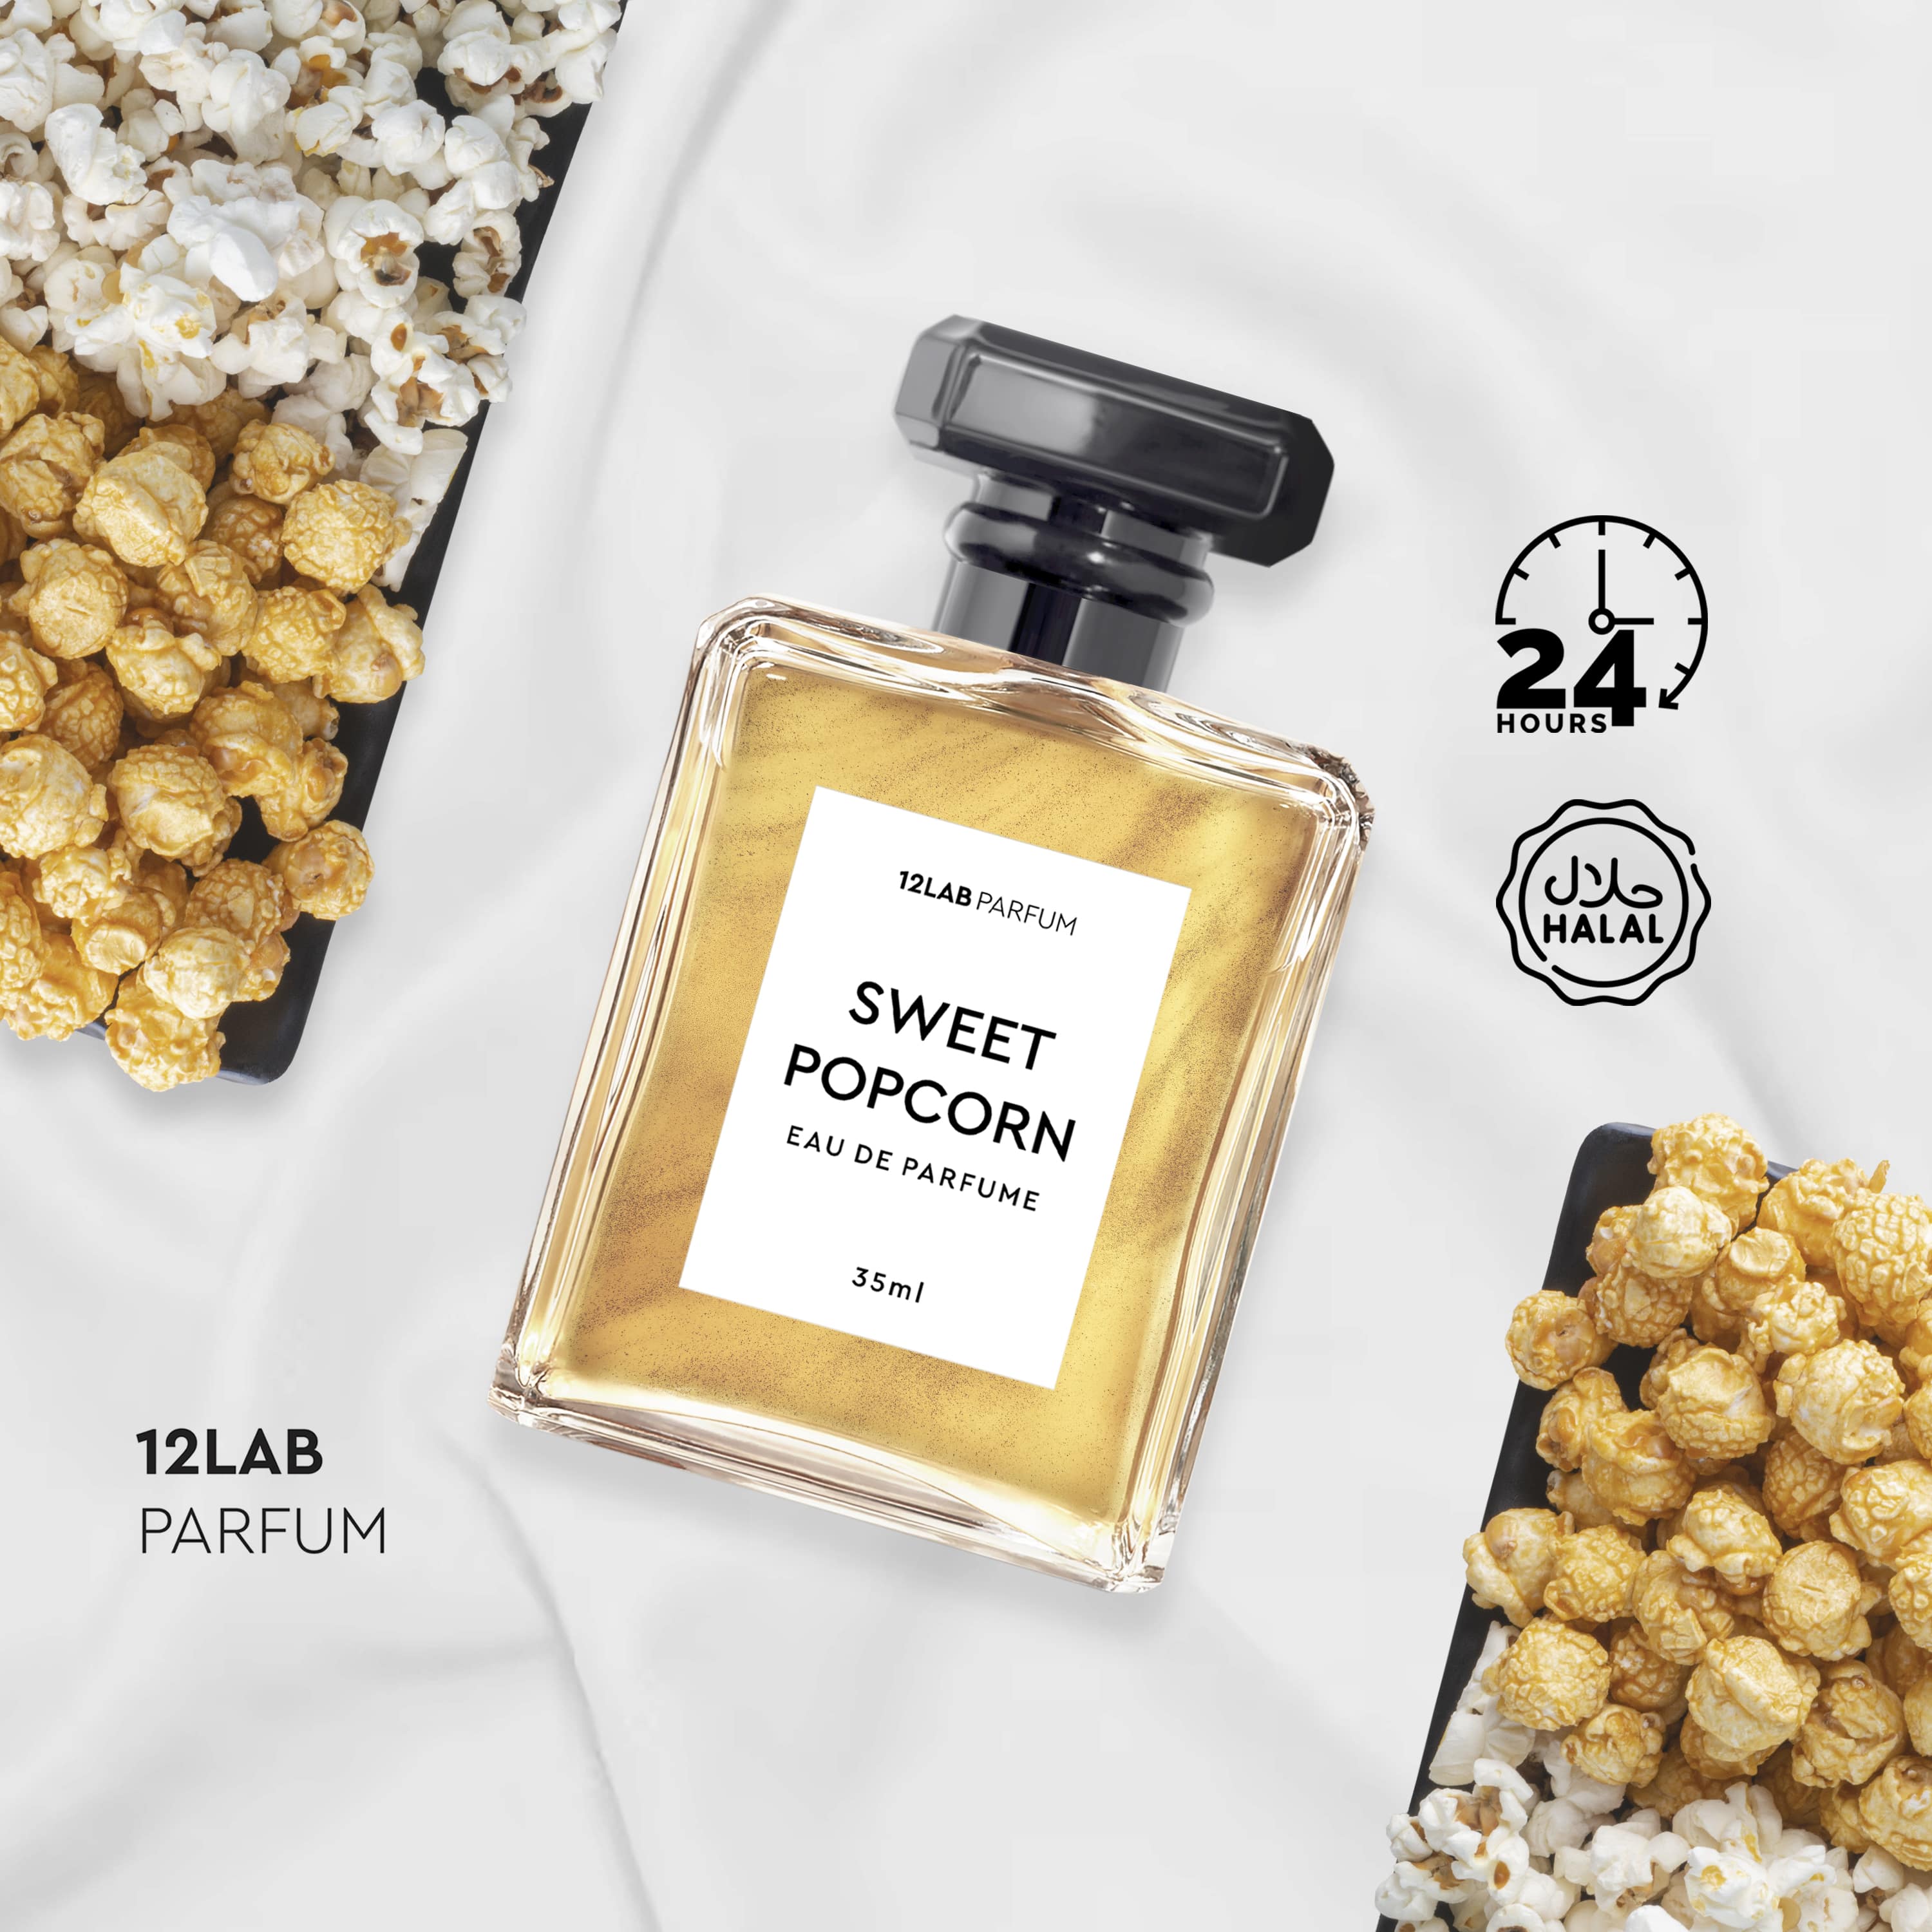 24
HOURS
حلال
HALAL
12LAB PARFUM
SWEET
POPCORN
EAU DE PARFUME
35ml
12LAB
PARFUM